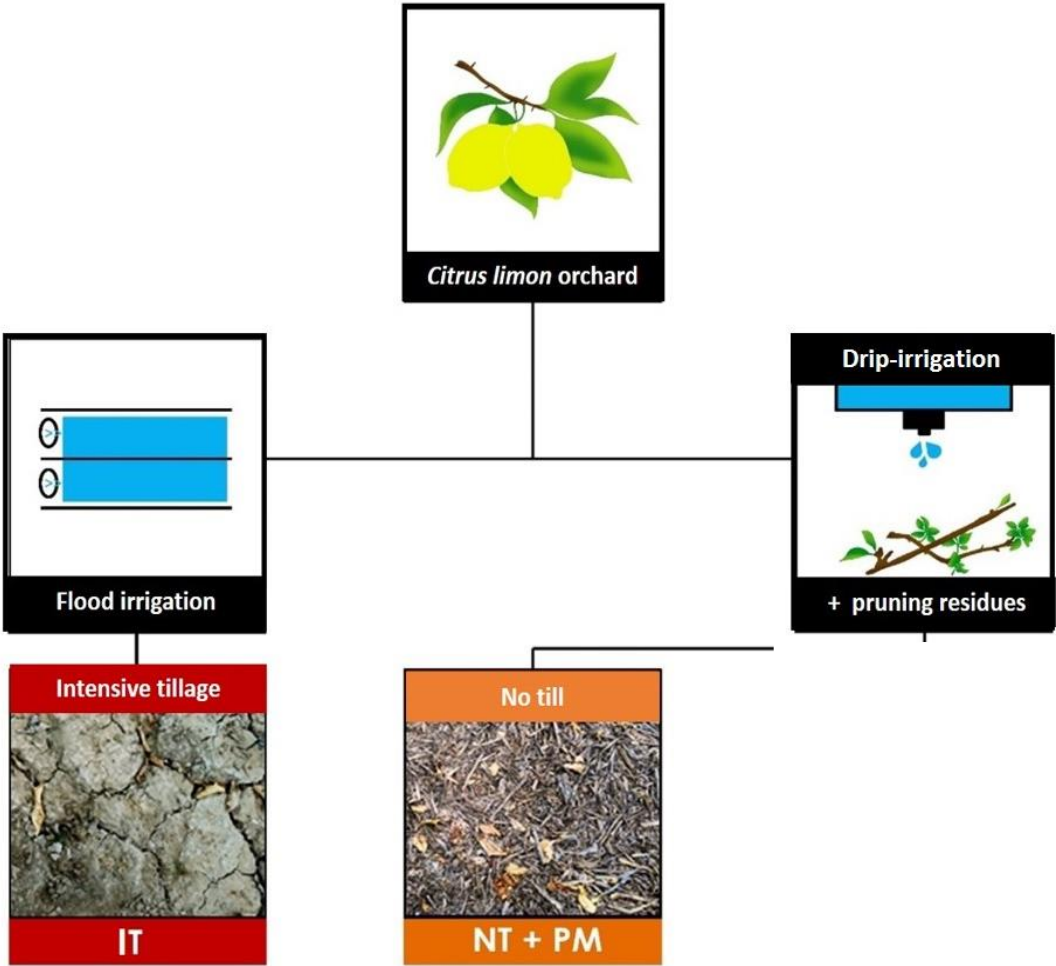 Citrus limon orchard
Drip-irrigation
Flood irrigation
+ pruning residues
Intensive tillage
No till
IT
NT + PM